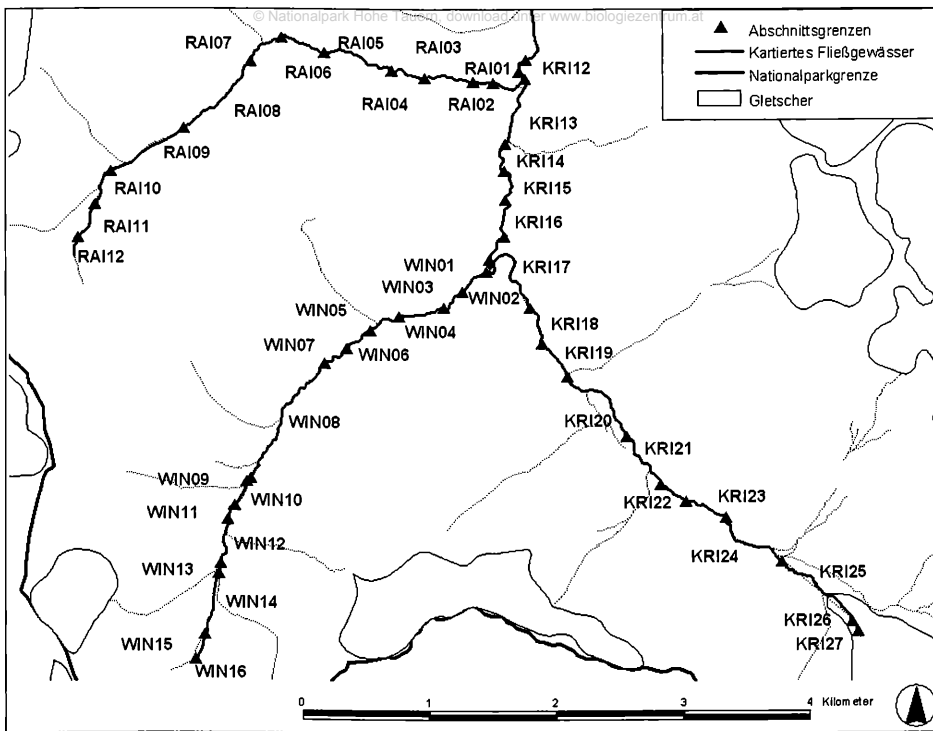 © Nationalpark Hohe Tauern, download unter www.biologiezentrum.at
Abschnittsgrenzen
Kartiertes Fließgewässer
Nationalparkgrenze
Gletscher
RAI07
RAI05
RAI03
RAI06
RAI01
KRI12
RAI04
RAI02
RAI08
KRI13
RAI09
KRI14
RAI10
KRI15
RAI11
KRI16
RAI12
WIN01
KRI17
WIN03
WIN02
WIN05
WIN04
KRI18
WIN07
WIN06
KRI19
WIN08
KRI20
KRI21
WIN09
WIN10
KRI22
KRI23
WIN11
WIN12
KRI24
WIN13
KRI25
WIN14
KRI26
WIN15
KRI27
WIN16
0 1 2 3 4 Kilometer